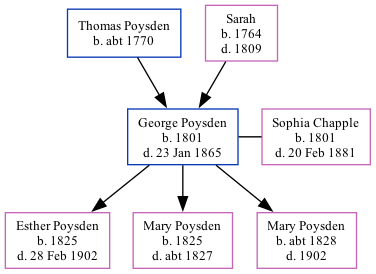 Thomas Poysden
b. abt 1770
Sarah
b. 1764
d. 1809
George Poysden
b. 1801
d. 23 Jan 1865
Sophia Chapple
b. 1801
d. 20 Feb 1881
Esther Poysden
b. 1825
d. 28 Feb 1902
Mary Poysden
b. 1825
d. abt 1827
Mary Poysden
b. abt 1828
d. 1902